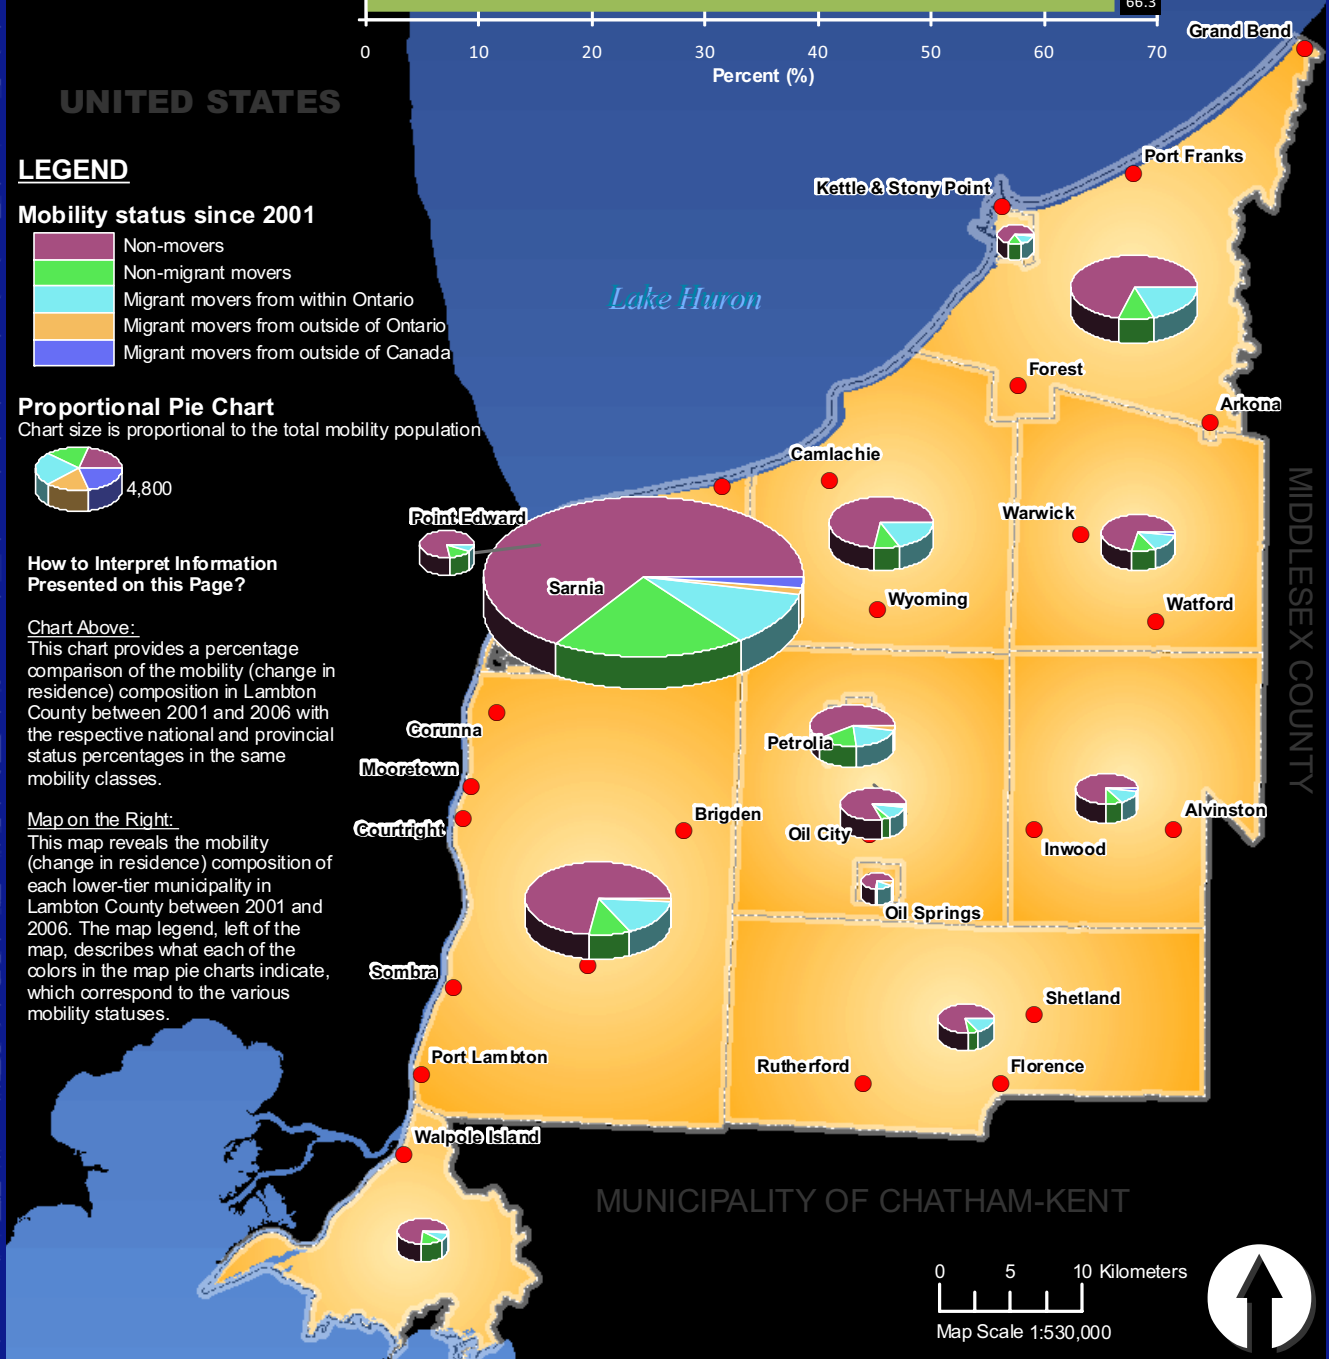 66.3
0 10 20 30 40 50 60 70
Percent (%)
Grand Bend
UNITED STATES
Port Franks
LEGEND
Kettle & Stony Point
Mobility status since 2001
Non-movers
Non-migrant movers
Migrant movers from within Ontario
Migrant movers from outside of Ontario
Migrant movers from outside of Canada
Lake Huron
Forest
Arkona
Proportional Pie Chart
Chart size is proportional to the total mobility population
4,800
Camlachie
MIDDLESEX COUNTY
Point Edward
Warwick
Sarnia
Wyoming
Watford
How to Interpret Information
Presented on this Page?
Chart Above:
This chart provides a percentage
comparison of the mobility (change in
residence) composition in Lambton
County between 2001 and 2006 with
the respective national and provincial
status percentages in the same
mobility classes.
Corunna
Petrolia
Mooretown
Courtright
Brigden
Oil City
Alvinston
Inwood
Map on the Right:
This map reveals the mobility
(change in residence) composition of
each lower-tier municipality in
Lambton County between 2001 and
2006. The map legend, left of the
map, describes what each of the
colors in the map pie charts indicate,
which correspond to the various
mobility statuses.
Oil Springs
Sombra
Shetland
Port Lambton
Rutherford
Florence
Walpole Island
MUNICIPALITY OF CHATHAM-KENT
0 5 10 Kilometers
Map Scale 1:530,000